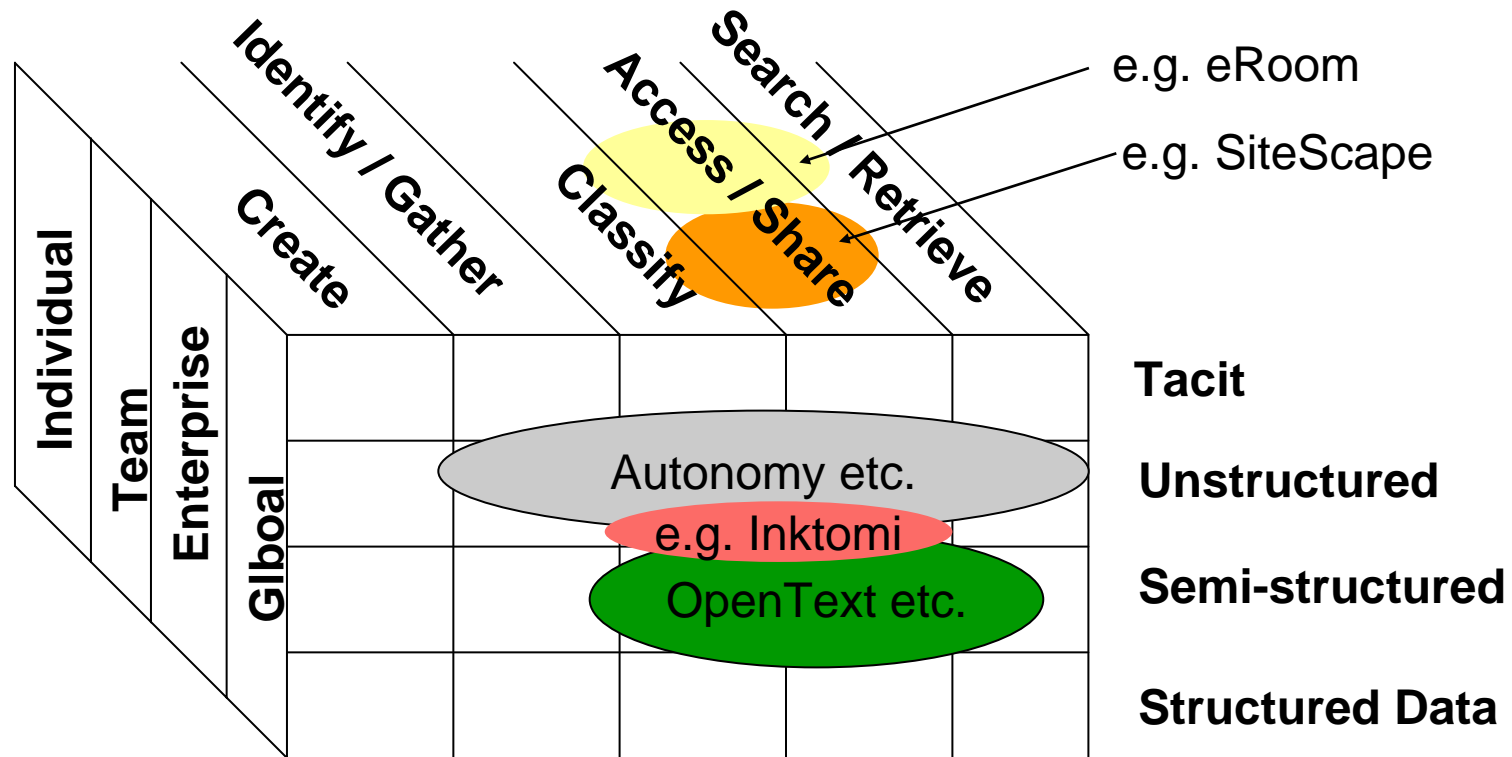 Create
Identify / Gather
Classify
Access / Share
Search / Retrieve
e.g. eRoom
e.g. SiteScape
Individual
Team
Enterprise
Glboal
Tacit
Unstructured
Semi-structured
Structured Data
Autonomy etc.
e.g. Inktomi
OpenText etc.